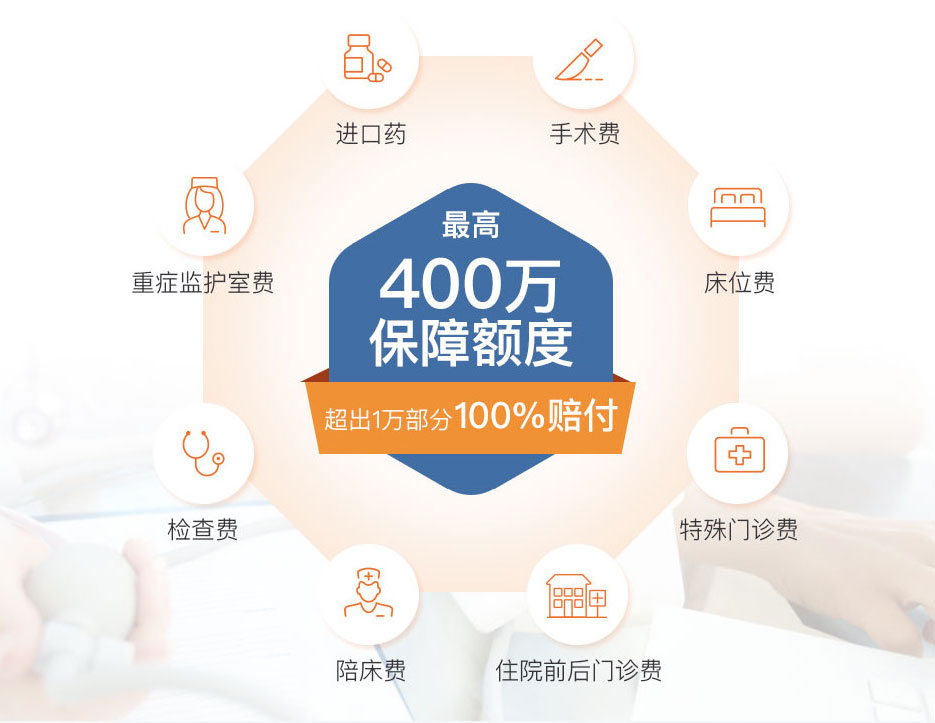 进口药
手术费
最高
重症监护室费
床位费
400万
保障额度
超出1万部分100%赔付
检查费
特殊门诊费
陪床费
住院前后门诊费